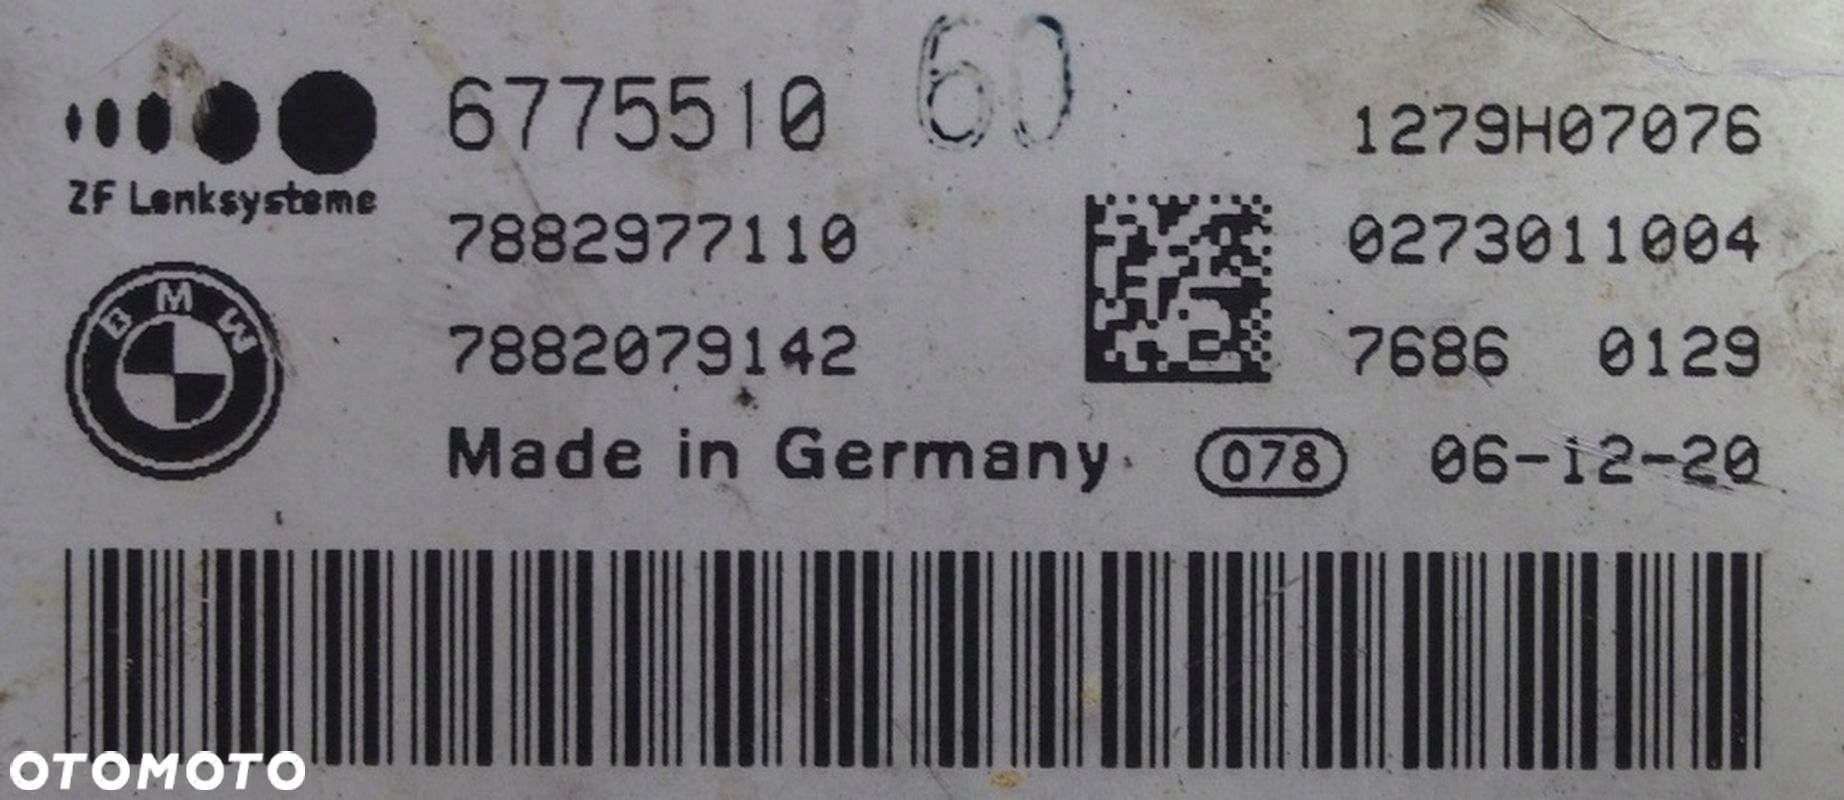 6775510 60 1279H07076
ZF Lenksysteme
7882977110 0273011004
BMW
7882079142 7686 0129
Made in Germany 078 06-12-20
OTOMOTO